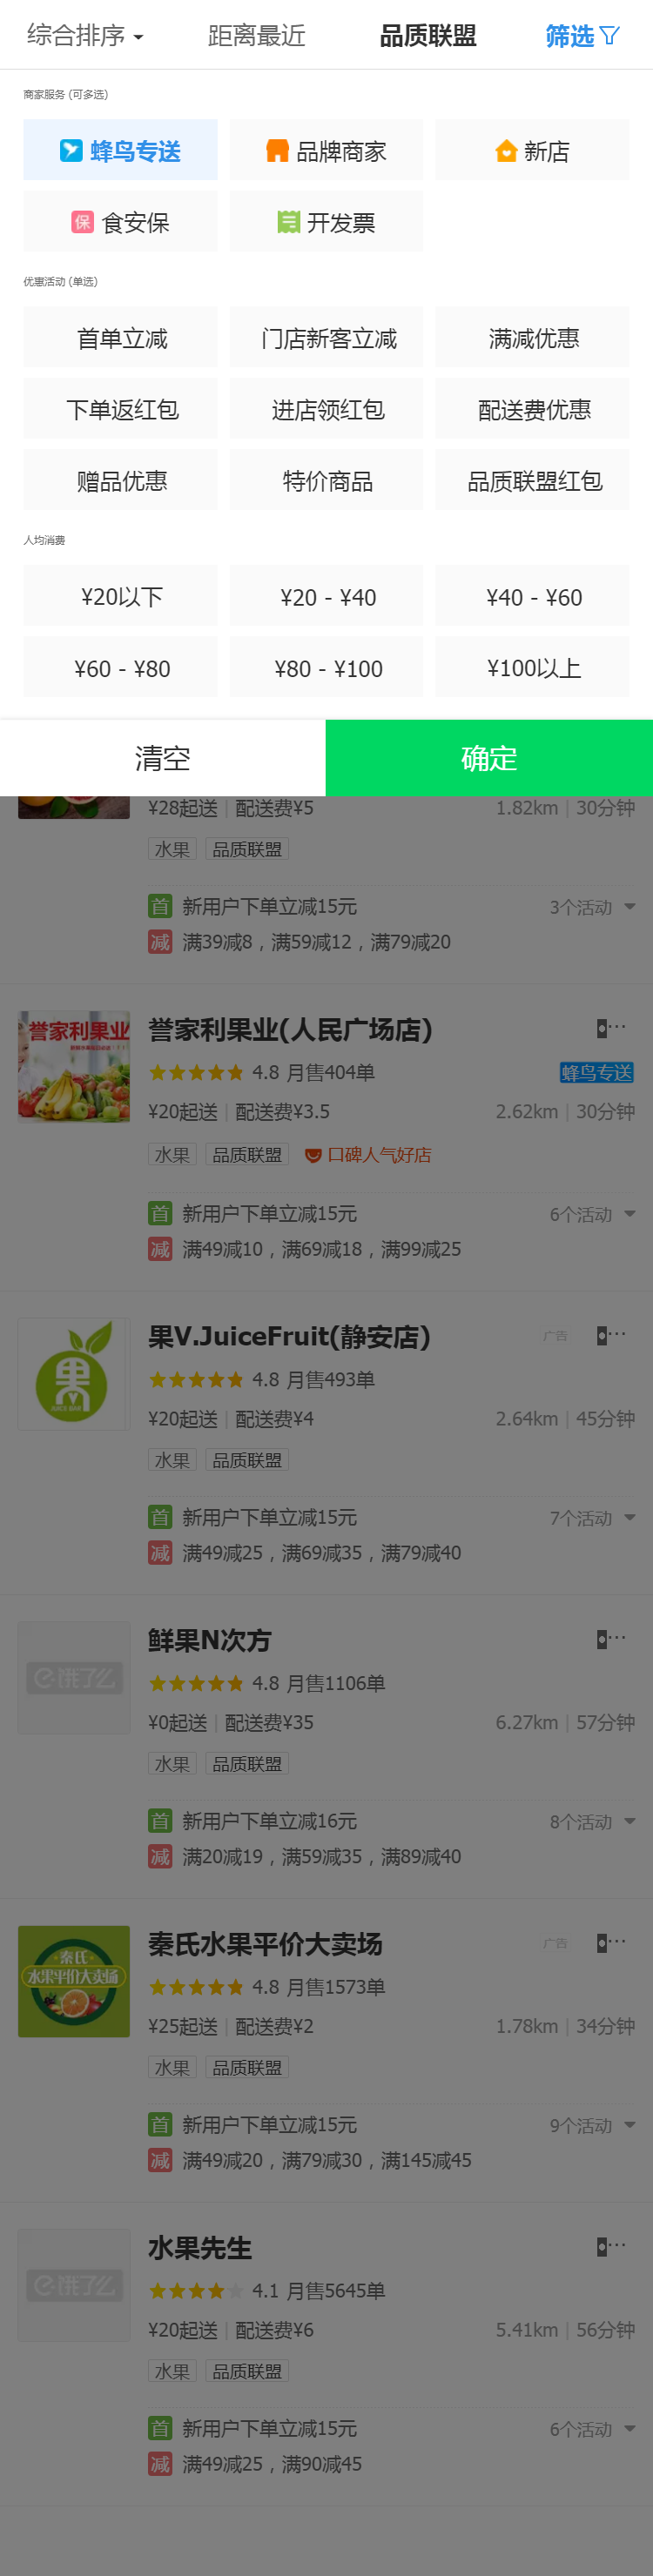 综合排序 距离最近 品质联盟 筛选
商家服务 (可多选)
蜂鸟专送 品牌商家 新店
保 食安保 开发票
优惠活动 (单选)
首单立减 门店新客立减 满减优惠
下单返红包 进店领红包 配送费优惠
赠品优惠 特价商品 品质联盟红包
人均消费
¥20以下 ¥20 - ¥40 ¥40 - ¥60
¥60 - ¥80 ¥80 - ¥100 ¥100以上
清空 确定
¥28起送 | 配送费¥5 1.82km | 30分钟
水果 品质联盟
首 新用户下单立减15元 3个活动
减 满39减8，满59减12，满79减20
誉家利果业
誉家利果业(人民广场店) ...
4.8 月售404单 蜂鸟专送
¥20起送 | 配送费¥3.5 2.62km | 30分钟
水果 品质联盟 口碑人气好店
首 新用户下单立减15元 6个活动
减 满49减10，满69减18，满99减25
果
JUICE BAR
果V.JuiceFruit(静安店) 广告 ...
4.8 月售493单
¥20起送 | 配送费¥4 2.64km | 45分钟
水果 品质联盟
首 新用户下单立减15元 7个活动
减 满49减25，满69减35，满79减40
饿了么
鲜果N次方 ...
4.8 月售1106单
¥0起送 | 配送费¥35 6.27km | 57分钟
水果 品质联盟
首 新用户下单立减16元 8个活动
减 满20减19，满59减35，满89减40
秦氏
水果平价大卖场
秦氏水果平价大卖场 广告 ...
4.8 月售1573单
¥25起送 | 配送费¥2 1.78km | 34分钟
水果 品质联盟
首 新用户下单立减15元 9个活动
减 满49减20，满79减30，满145减45
饿了么
水果先生 ...
4.1 月售5645单
¥20起送 | 配送费¥6 5.41km | 56分钟
水果 品质联盟
首 新用户下单立减15元 6个活动
减 满49减25，满90减45